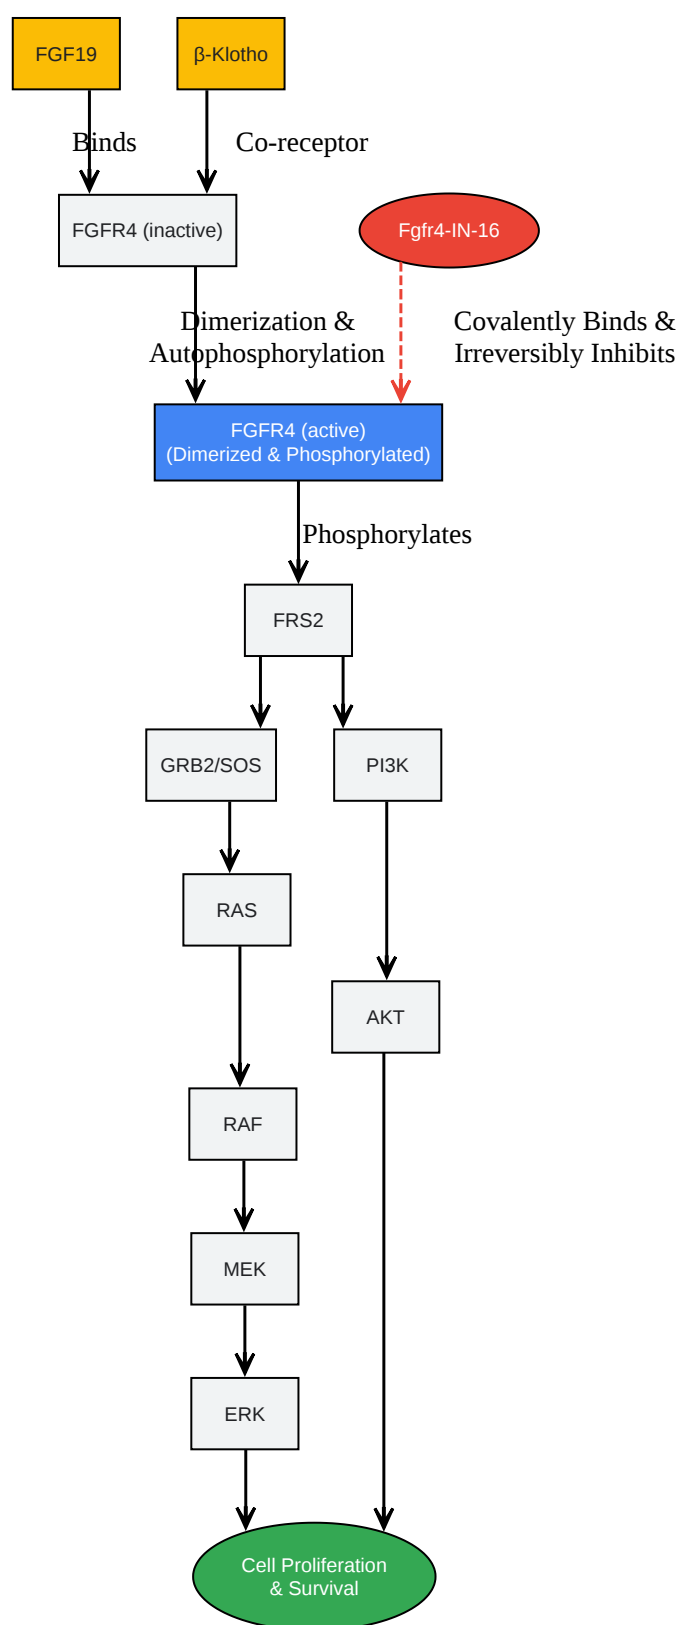 FGF19
β-Klotho
Binds
Co-receptor
FGFR4 (inactive)
Fgfr4-IN-16
Dimerization &
Autophosphorylation
Covalently Binds &
Irreversibly Inhibits
FGFR4 (active)
(Dimerized & Phosphorylated)
Phosphorylates
FRS2
GRB2/SOS
PI3K
RAS
AKT
RAF
MEK
ERK
Cell Proliferation
& Survival